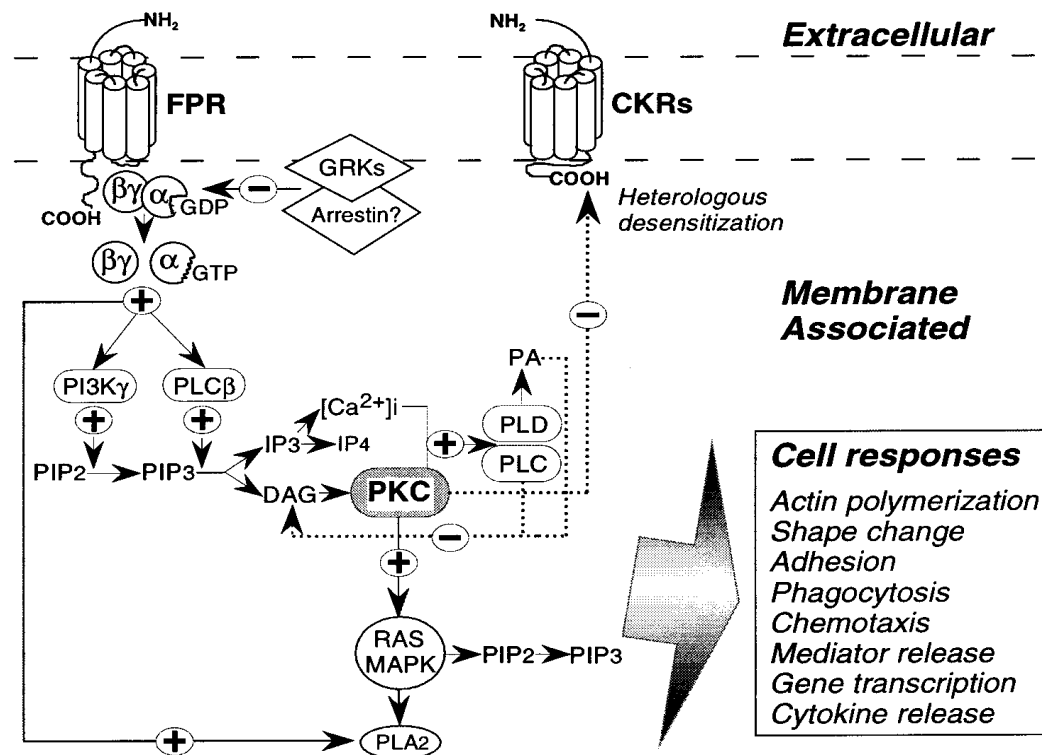 NH2
NH2
Extracellular
FPR
CKRs
GRKs
Arrestin?
βγ
α
GDP
COOH
COOH
Heterologous
desensitization
βγ
α
GTP
+
−
−
Membrane
Associated
PI3Kγ
PLCβ
+
+
PIP2
PIP3
IP3
IP4
[Ca2+]i
DAG
PKC
+
PA
PLD
PLC
−
+
RAS
MAPK
PIP2
PIP3
+
PLA2
Cell responses
Actin polymerization
Shape change
Adhesion
Phagocytosis
Chemotaxis
Mediator release
Gene transcription
Cytokine release